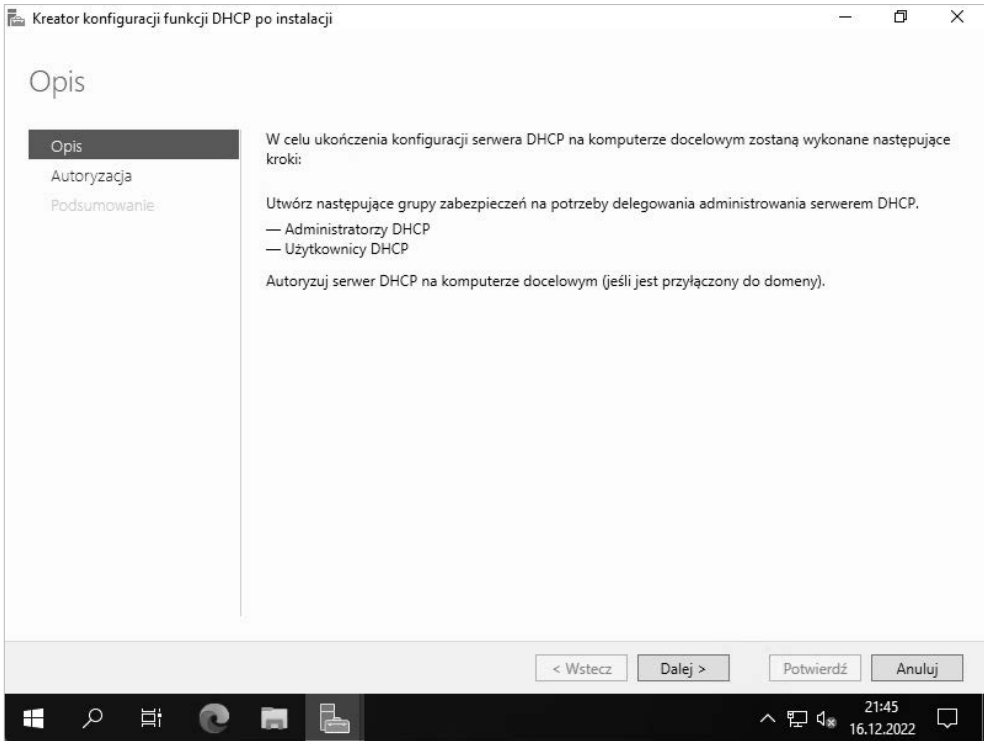 Kreator konfiguracji funkcji DHCP po instalacji
Opis
Opis
Autoryzacja
Podsumowanie
W celu ukończenia konfiguracji serwera DHCP na komputerze docelowym zostaną wykonane następujące
kroki:
Utwórz następujące grupy zabezpieczeń na potrzeby delegowania administrowania serwerem DHCP.
— Administratorzy DHCP
— Użytkownicy DHCP
Autoryzuj serwer DHCP na komputerze docelowym (jeśli jest przyłączony do domeny).
< Wstecz
Dalej >
Potwierdź
Anuluj
21:45
16.12.2022